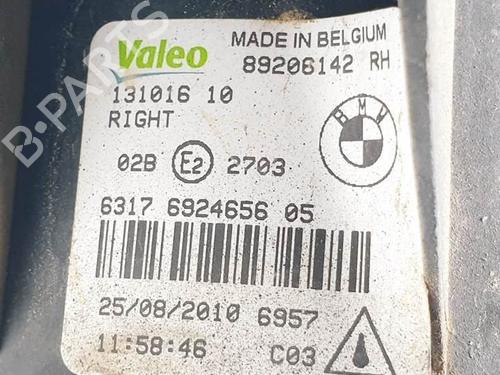 Valeo
MADE IN BELGIUM
89206142 RH
131016 10
RIGHT
BMW
02B E2 2703
6317 6924656 05
25/08/2010 6957
11:58:46 C03
B-PARTS